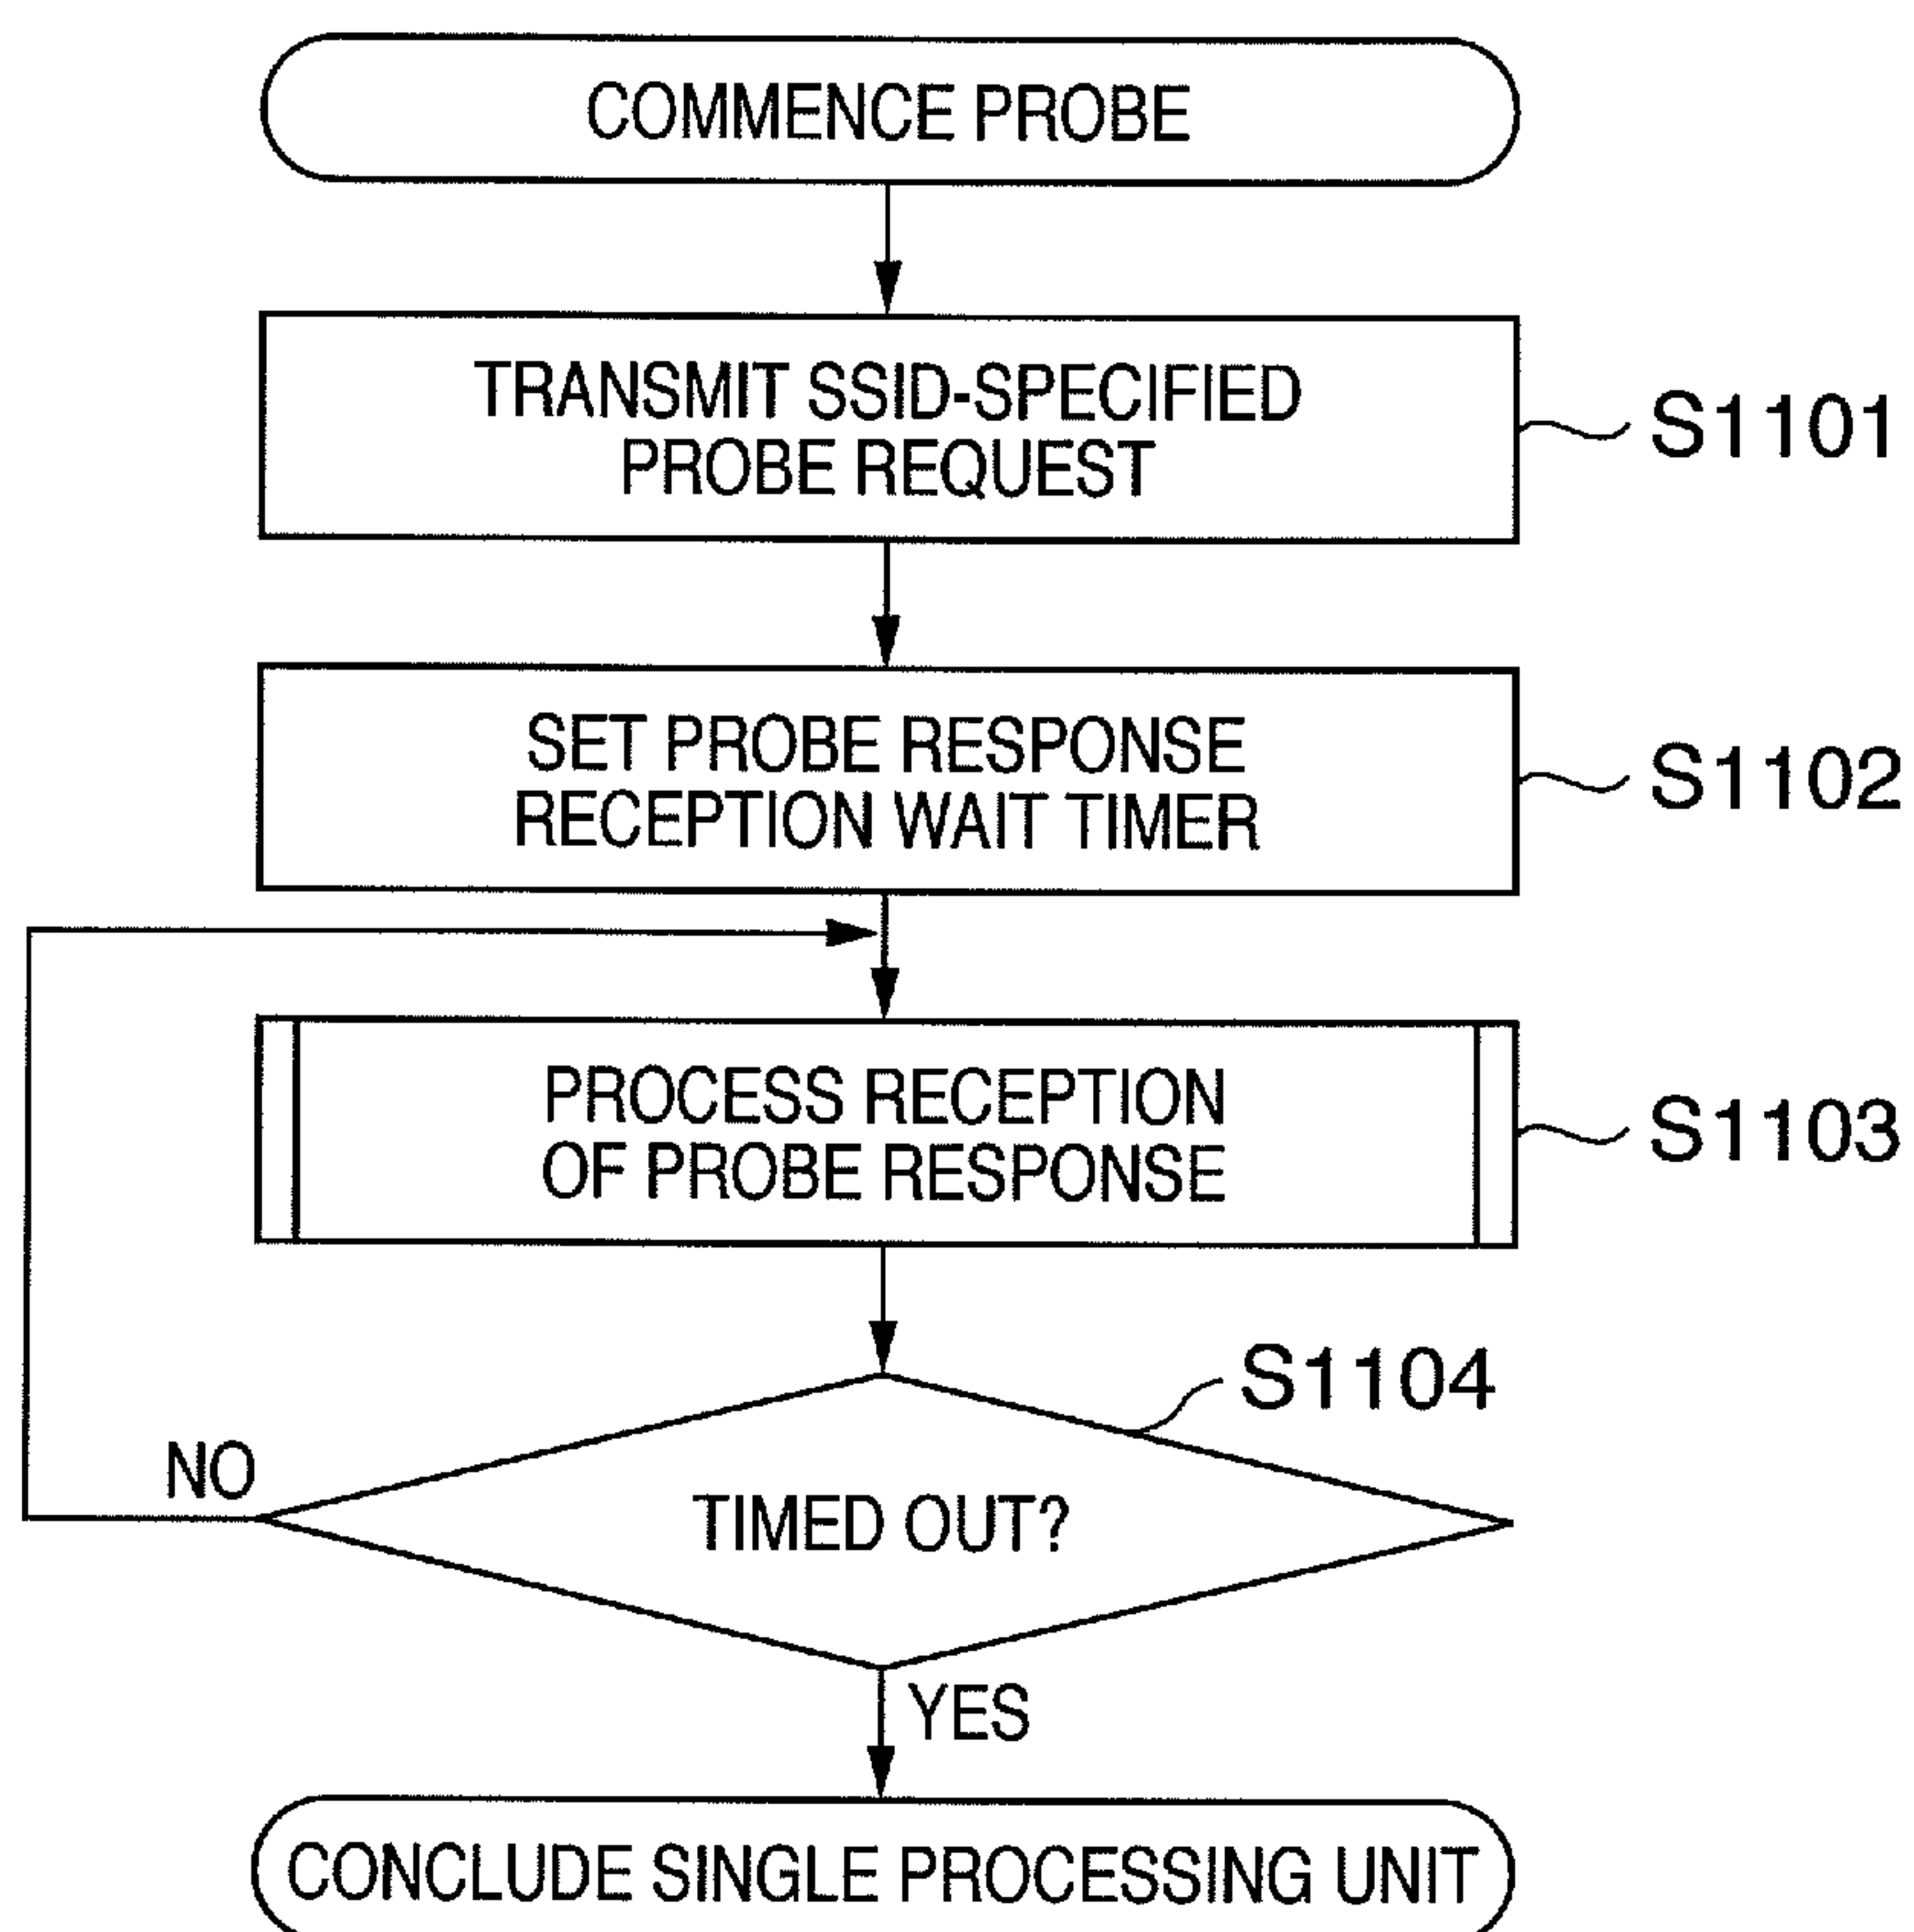 COMMENCE PROBE
TRANSMIT SSID-SPECIFIED
PROBE REQUEST
S1101
SET PROBE RESPONSE
RECEPTION WAIT TIMER
S1102
PROCESS RECEPTION
OF PROBE RESPONSE
S1103
S1104
NO
TIMED OUT?
YES
CONCLUDE SINGLE PROCESSING UNIT